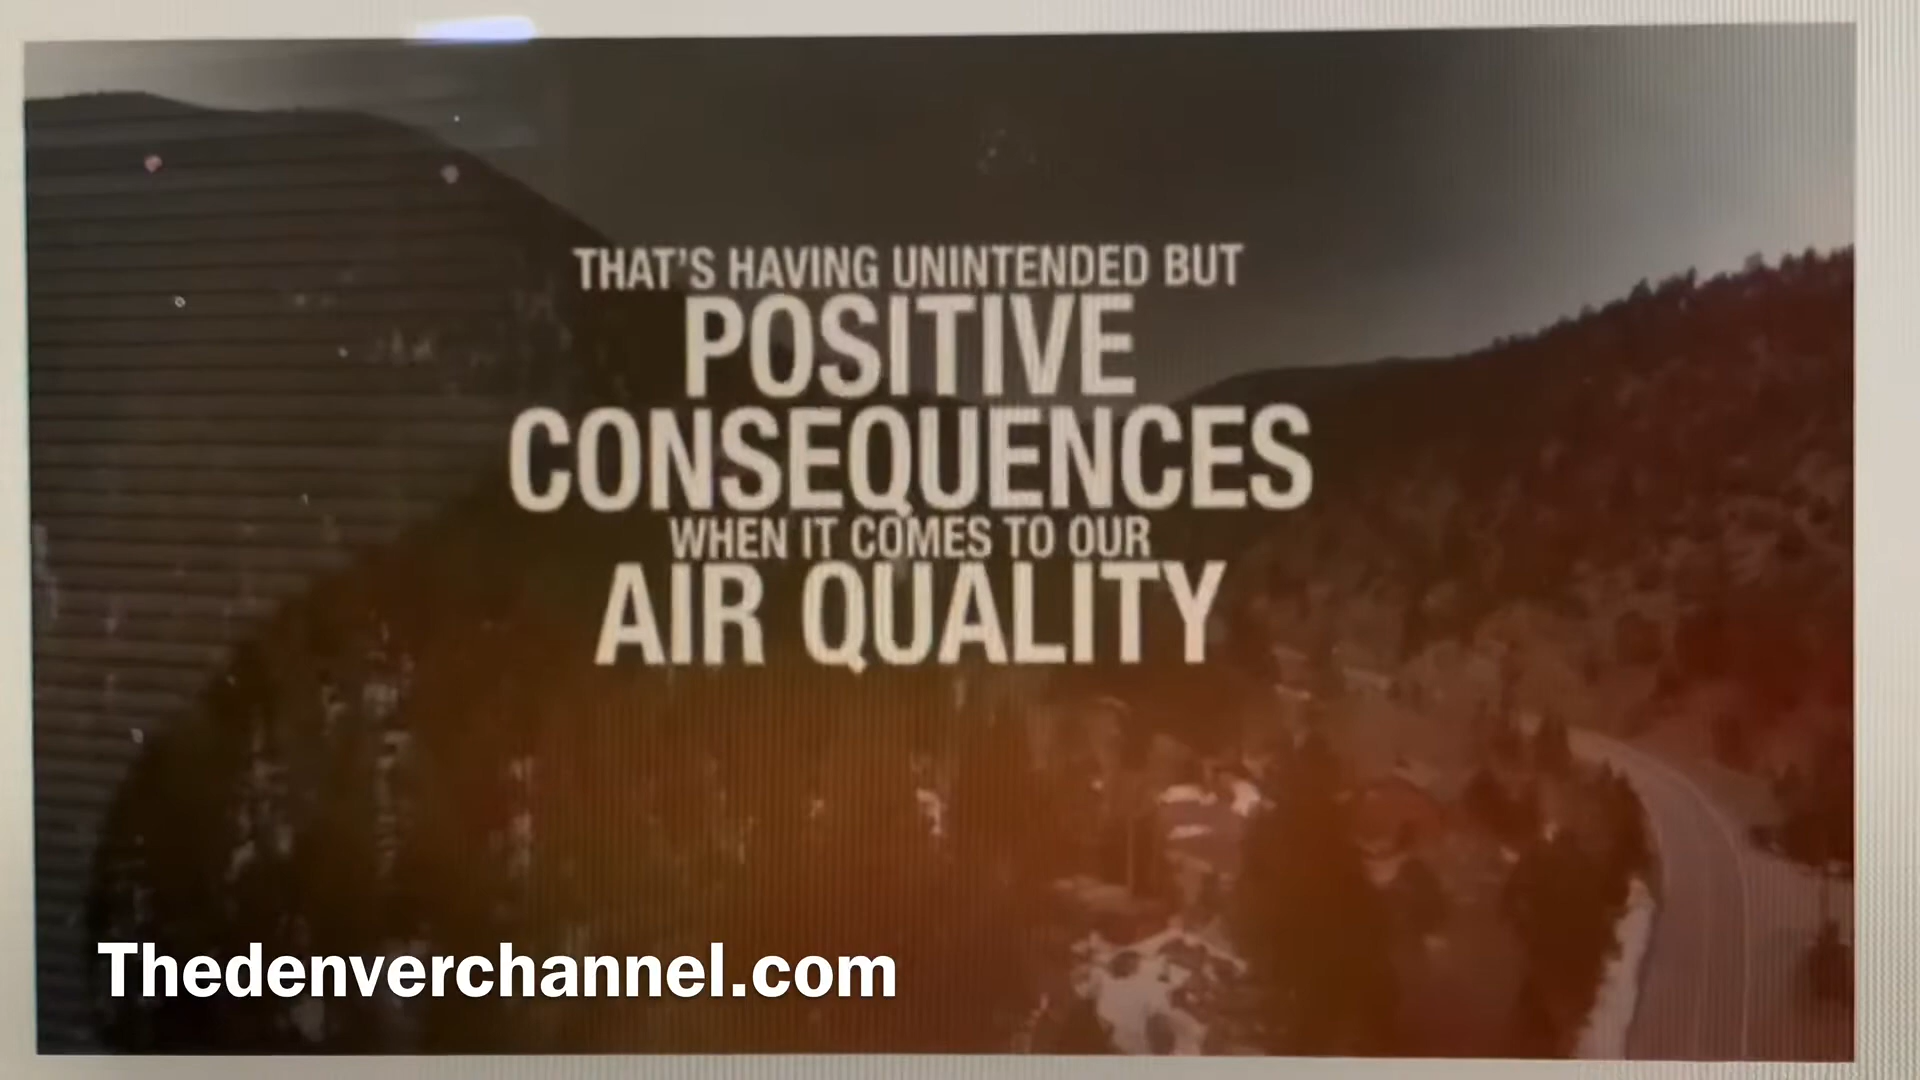 THAT'S HAVING UNINTENDED BUT
POSITIVE
CONSEQUENCES
WHEN IT COMES TO OUR
AIR QUALITY
Thedenverchannel.com